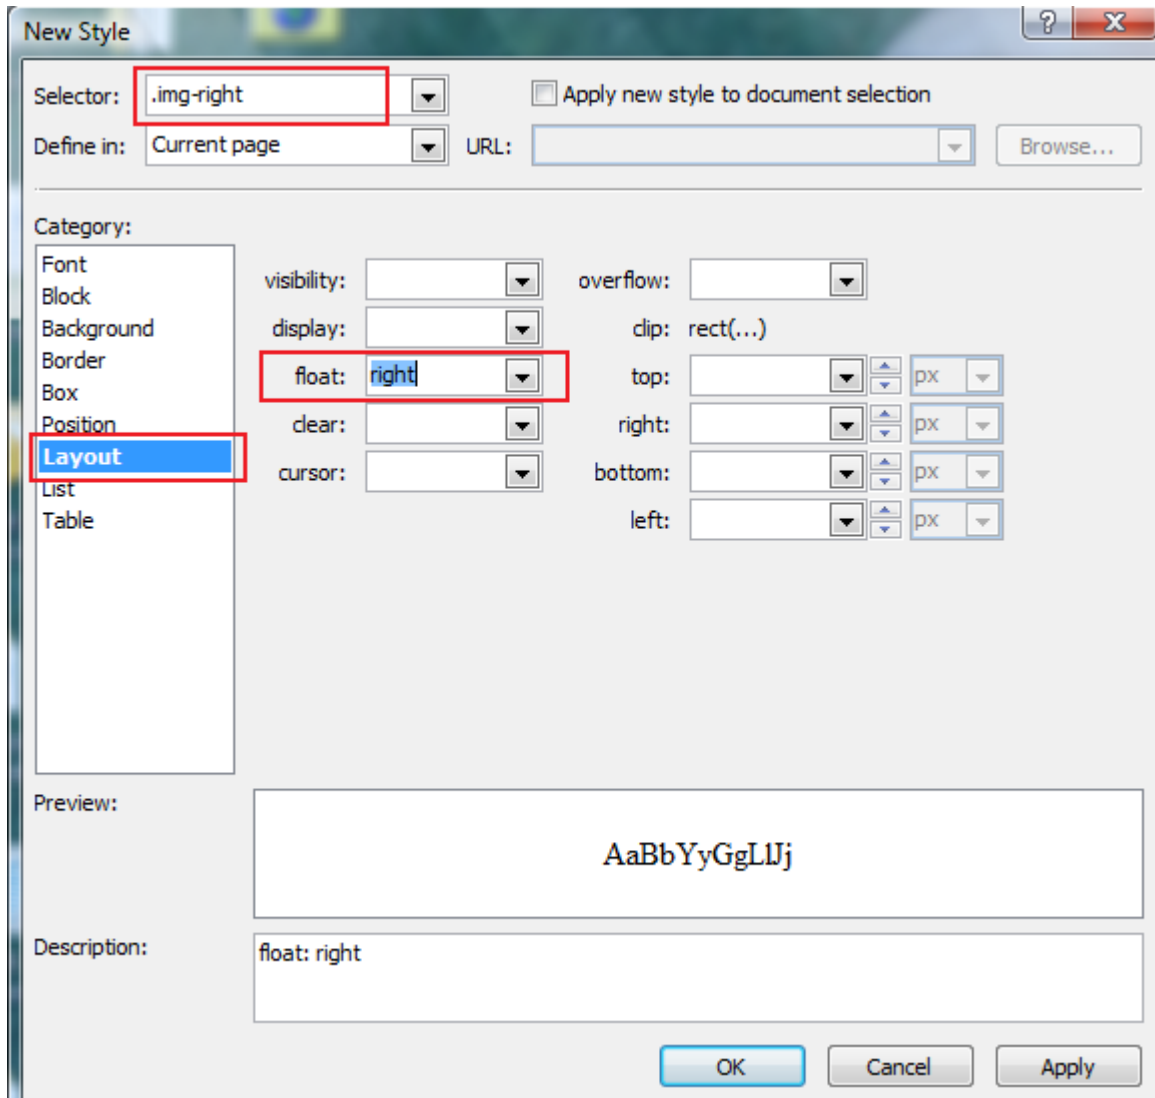 New Style
Selector: .img-right Apply new style to document selection
Define in: Current page URL: Browse...
Category:
Font
Block
Background
Border
Box
Position
Layout
List
Table
visibility: overflow:
display: clip: rect(...)
float: right top: px
clear: right: px
cursor: bottom: px
left: px
Preview:
AaBbYyGgLlJj
Description:
float: right
OK Cancel Apply